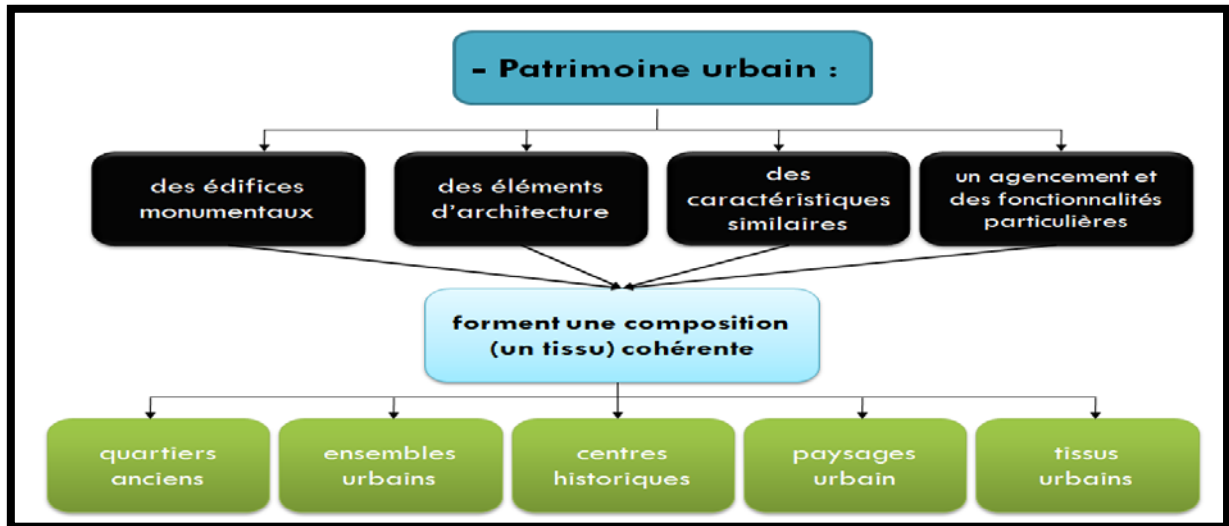 - Patrimoine urbain :
des édifices
monumentaux
des éléments
d'architecture
des
caractéristiques
similaires
un agencement et
des fonctionnalités
particulières
forment une composition
(un tissu) cohérente
quartiers
anciens
ensembles
urbains
centres
historiques
paysages
urbain
tissus
urbains